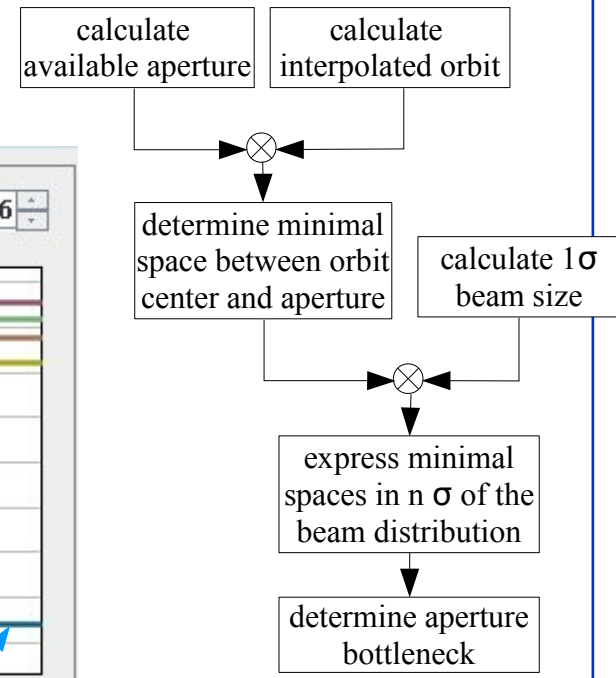 calculate
available aperture
calculate
interpolated orbit
6
determine minimal
space between orbit
center and aperture
calculate 1σ
beam size
express minimal
spaces in n σ of the
beam distribution
determine aperture
bottleneck